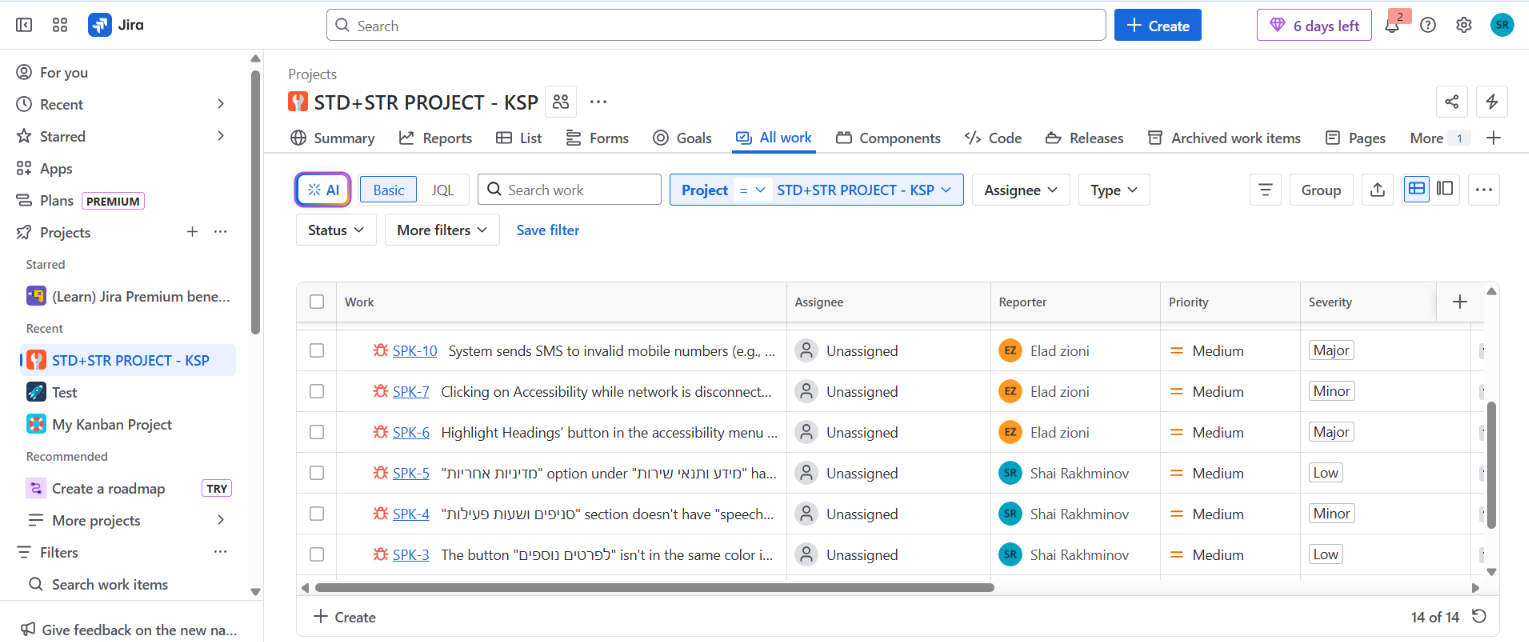 Jira
Search
Create
6 days left
2
SR
For you
Recent
Starred
Apps
Plans PREMIUM
Projects
Starred
(Learn) Jira Premium bene...
Recent
STD+STR PROJECT - KSP
Test
My Kanban Project
Recommended
Create a roadmap TRY
More projects
Filters
Search work items
Give feedback on the new na...
Projects
STD+STR PROJECT - KSP
Summary Reports List Forms Goals All work Components Code Releases Archived work items Pages More 1
AI Basic JQL Search work Project = STD+STR PROJECT - KSP Assignee Type Group
Status More filters Save filter
Work Assignee Reporter Priority Severity
SPK-10 System sends SMS to invalid mobile numbers (e.g., ... Unassigned EZ Elad zioni Medium Major
SPK-7 Clicking on Accessibility while network is disconnect... Unassigned EZ Elad zioni Medium Minor
SPK-6 Highlight Headings’ button in the accessibility menu ... Unassigned EZ Elad zioni Medium Major
SPK-5 "מדיניות אחריות" option under "מידע ותנאי שירות" ha... Unassigned SR Shai Rakhminov Medium Low
SPK-4 "סניפים ושעות פעילות" section doesn't have "speech... Unassigned SR Shai Rakhminov Medium Minor
SPK-3 The button "לפרטים נוספים" isn't in the same color i... Unassigned SR Shai Rakhminov Medium Low
Create
14 of 14